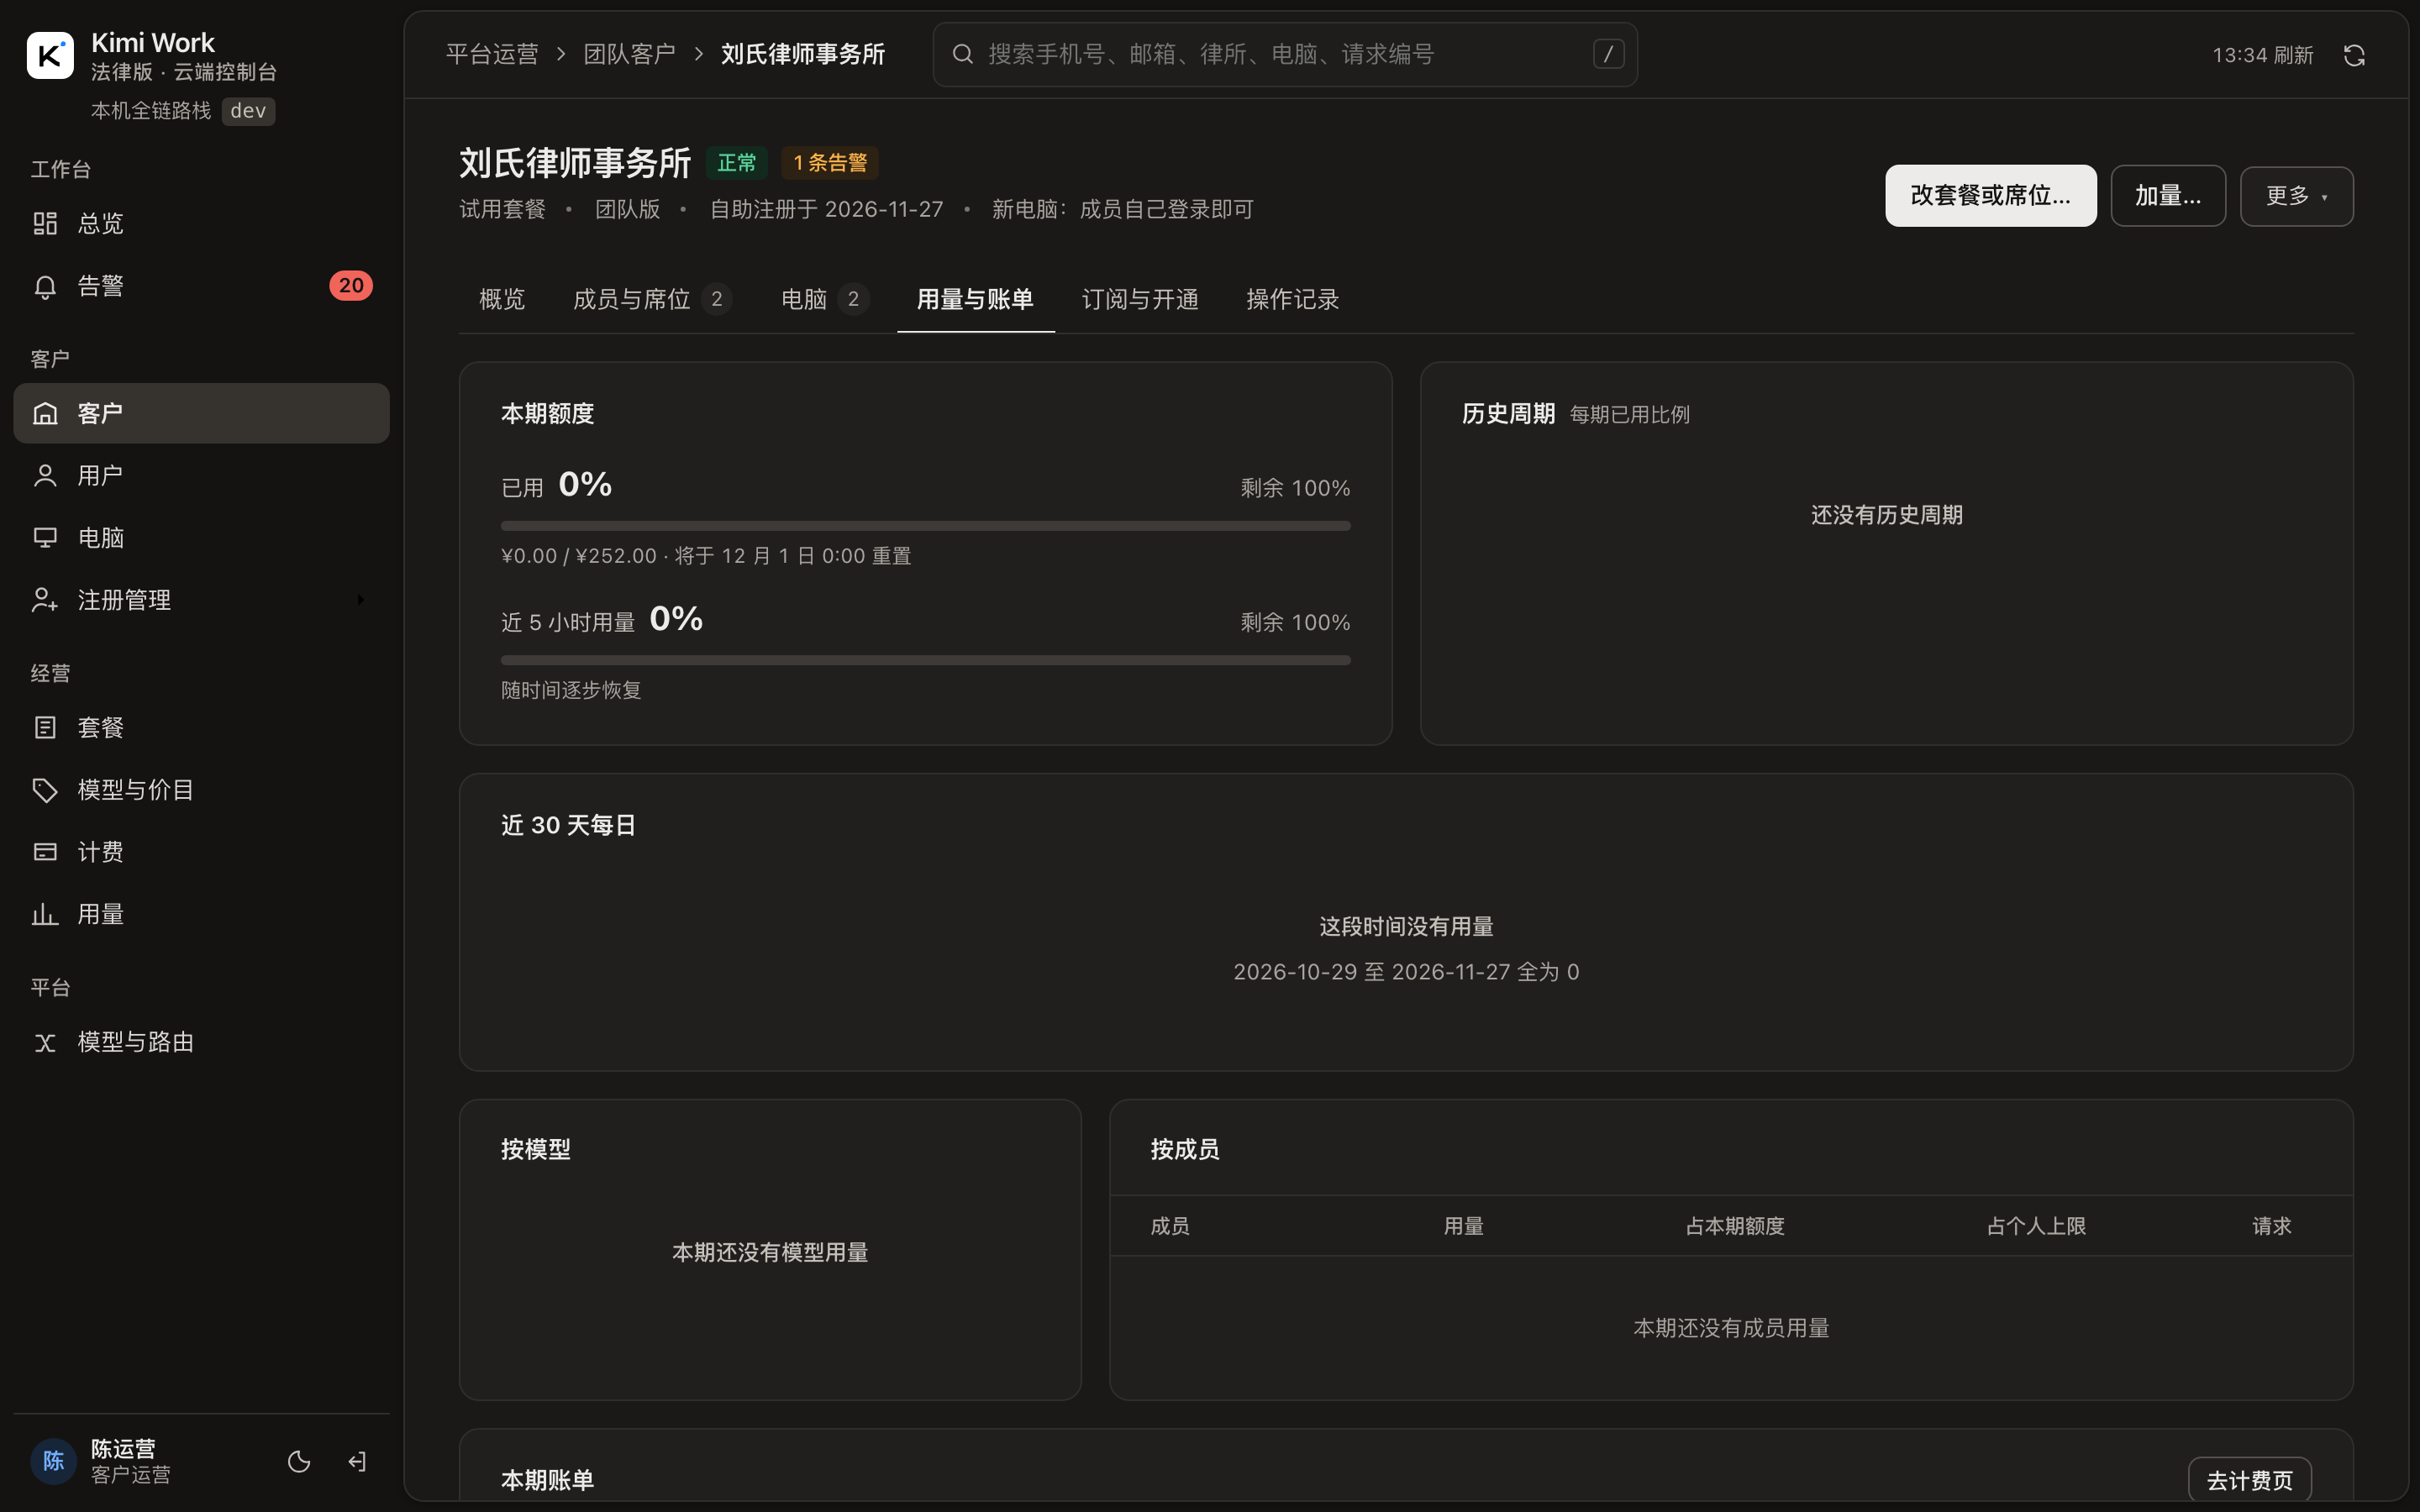 Kimi Work
法律版 · 云端控制台
本机全链路栈 dev
工作台
总览
告警 20
客户
客户
用户
电脑
注册管理
经营
套餐
模型与价目
计费
用量
平台
模型与路由
陈 陈运营
客户运营
平台运营 > 团队客户 > 刘氏律师事务所
搜索手机号、邮箱、律所、电脑、请求编号 /
13:34 刷新
刘氏律师事务所 正常 1 条告警
试用套餐 • 团队版 • 自助注册于 2026-11-27 • 新电脑：成员自己登录即可
改套餐或席位... 加量... 更多
概览 成员与席位 2 电脑 2 用量与账单 订阅与开通 操作记录
本期额度
已用 0% 剩余 100%
¥0.00 / ¥252.00 · 将于 12 月 1 日 0:00 重置
近 5 小时用量 0% 剩余 100%
随时间逐步恢复
历史周期 每期已用比例
还没有历史周期
近 30 天每日
这段时间没有用量
2026-10-29 至 2026-11-27 全为 0
按模型
本期还没有模型用量
按成员
成员 用量 占本期额度 占个人上限 请求
本期还没有成员用量
本期账单 去计费页